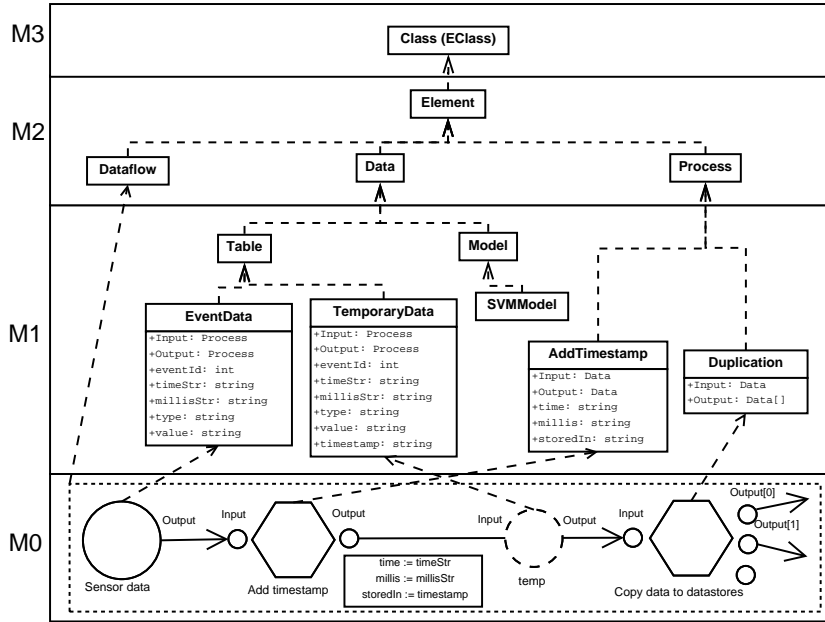 M3
Class (EClass)
M2
Element
Dataflow
Data
Process
M1
Table
Model
SVMModel
EventData
+Input: Process
+Output: Process
+eventId: int
+timeStr: string
+millisStr: string
+type: string
+value: string
TemporaryData
+Input: Process
+Output: Process
+eventId: int
+timeStr: string
+millisStr: string
+type: string
+value: string
+timestamp: string
AddTimestamp
+Input: Data
+Output: Data
+time: string
+millis: string
+storedIn: string
Duplication
+Input: Data
+Output: Data[]
M0
Sensor data
Output
Input
Add timestamp
Output
time := timeStr
millis := millisStr
storedIn := timestamp
Input
temp
Output
Input
Copy data to datastores
Output[0]
Output[1]